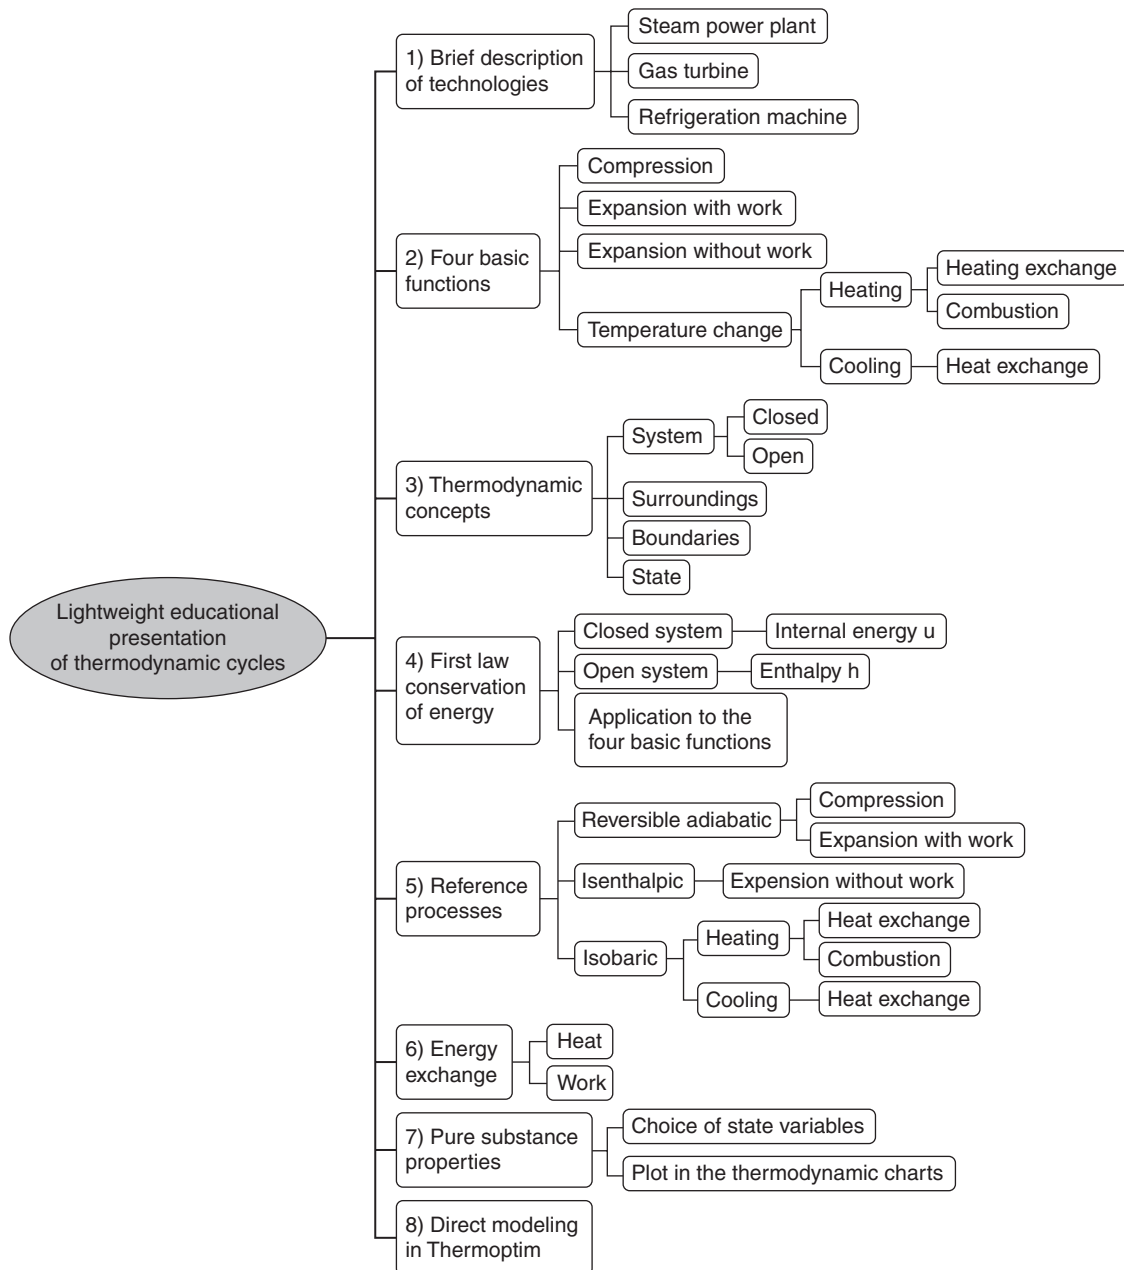 Lightweight educational
presentation
of thermodynamic cycles
1) Brief description
of technologies
Steam power plant
Gas turbine
Refrigeration machine
2) Four basic
functions
Compression
Expansion with work
Expansion without work
Temperature change
Heating
Heating exchange
Combustion
Cooling
Heat exchange
3) Thermodynamic
concepts
System
Closed
Open
Surroundings
Boundaries
State
4) First law
conservation
of energy
Closed system
Internal energy u
Open system
Enthalpy h
Application to the
four basic functions
5) Reference
processes
Reversible adiabatic
Compression
Expansion with work
Isenthalpic
Expension without work
Isobaric
Heating
Heat exchange
Combustion
Cooling
Heat exchange
6) Energy
exchange
Heat
Work
7) Pure substance
properties
Choice of state variables
Plot in the thermodynamic charts
8) Direct modeling
in Thermoptim